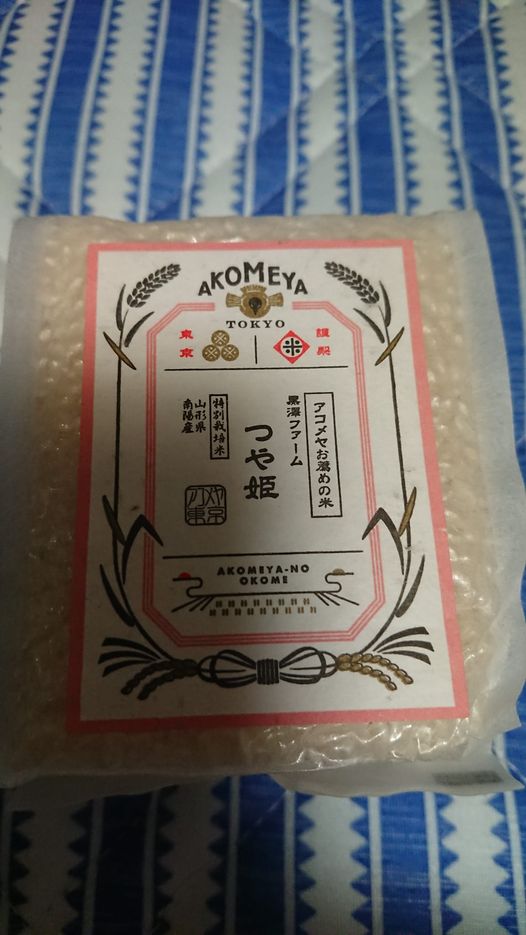 AKOMEYA
TOKYO
東京
謹製
米
アコメヤお薦めの米
黒澤ファーム
つや姫
特別栽培米
山形県
南陽産
AKOMEYA-NO
OKOME